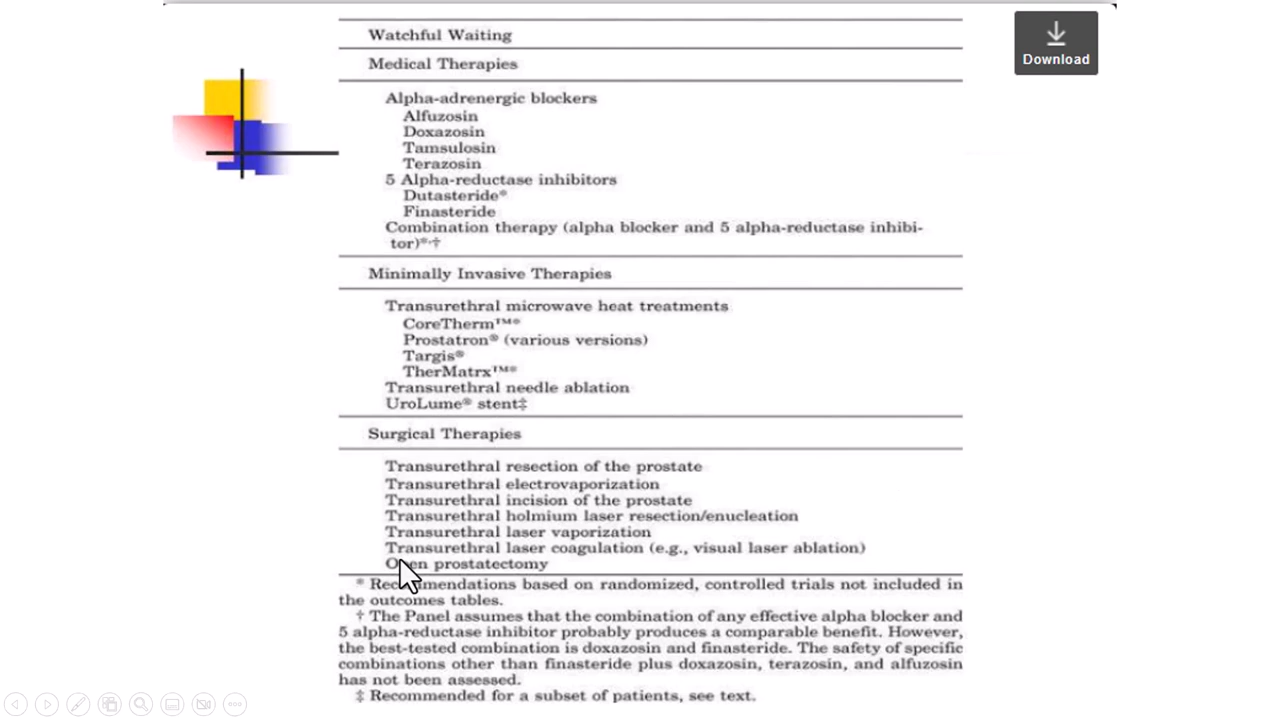 Download
Watchful Waiting
Medical Therapies
Alpha-adrenergic blockers
Alfuzosin
Doxazosin
Tamsulosin
Terazosin
5 Alpha-reductase inhibitors
Dutasteride*
Finasteride
Combination therapy (alpha blocker and 5 alpha-reductase inhibi-
tor)*,†
Minimally Invasive Therapies
Transurethral microwave heat treatments
CoreTherm™*
Prostatron® (various versions)
Targis®
TherMatrx™*
Transurethral needle ablation
UroLume® stent‡
Surgical Therapies
Transurethral resection of the prostate
Transurethral electrovaporization
Transurethral incision of the prostate
Transurethral holmium laser resection/enucleation
Transurethral laser vaporization
Transurethral laser coagulation (e.g., visual laser ablation)
Open prostatectomy
* Recommendations based on randomized, controlled trials not included in
the outcomes tables.
† The Panel assumes that the combination of any effective alpha blocker and
5 alpha-reductase inhibitor probably produces a comparable benefit. However,
the best-tested combination is doxazosin and finasteride. The safety of specific
combinations other than finasteride plus doxazosin, terazosin, and alfuzosin
has not been assessed.
‡ Recommended for a subset of patients, see text.